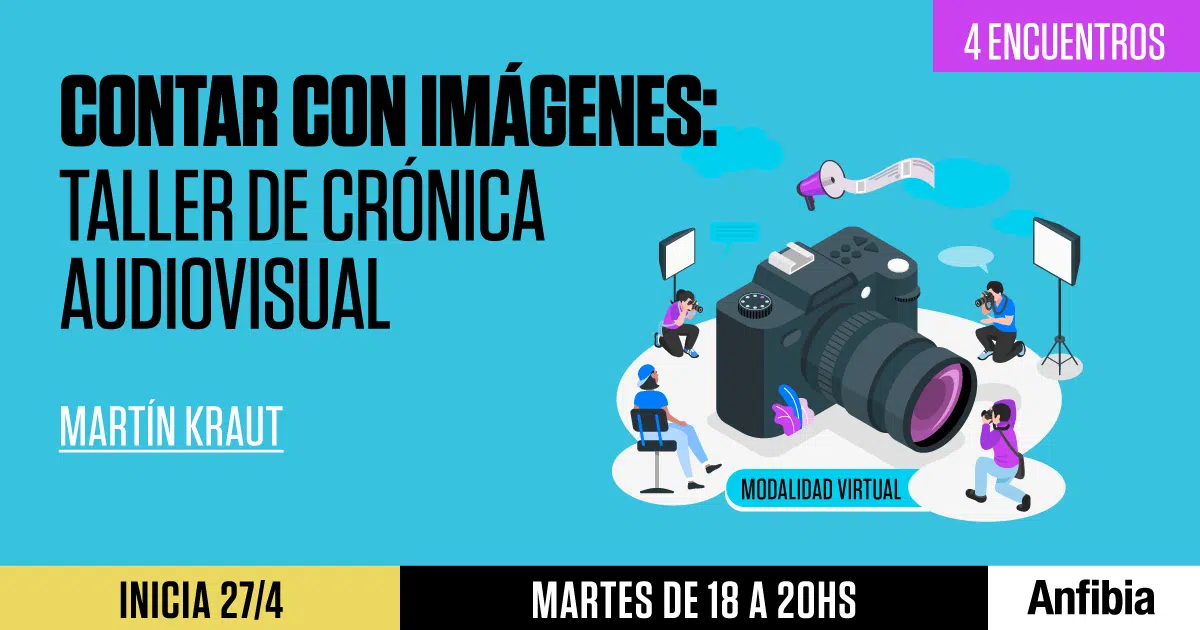 4 ENCUENTROS
CONTAR CON IMÁGENES:
TALLER DE CRÓNICA
AUDIOVISUAL
MARTÍN KRAUT
MODALIDAD VIRTUAL
INICIA 27/4
MARTES DE 18 A 20HS
Anfibia